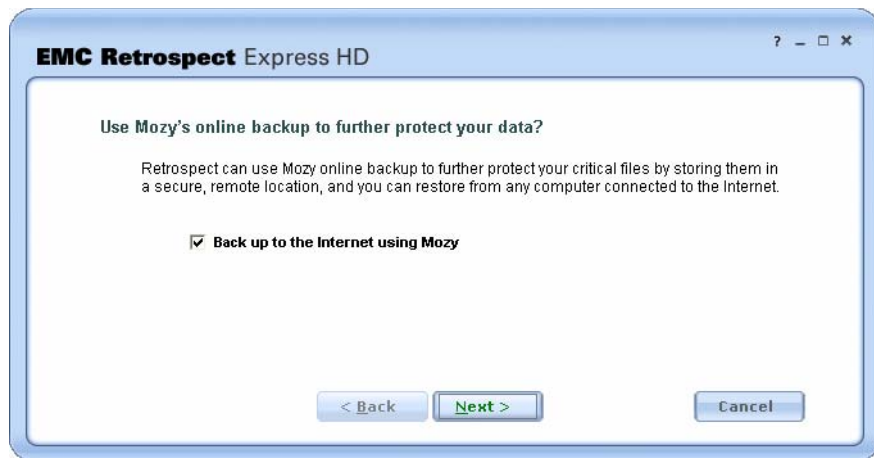 EMC Retrospect Express HD
? _ □ ×
Use Mozy's online backup to further protect your data?
Retrospect can use Mozy online backup to further protect your critical files by storing them in
a secure, remote location, and you can restore from any computer connected to the Internet.
Back up to the Internet using Mozy
< Back Next > Cancel